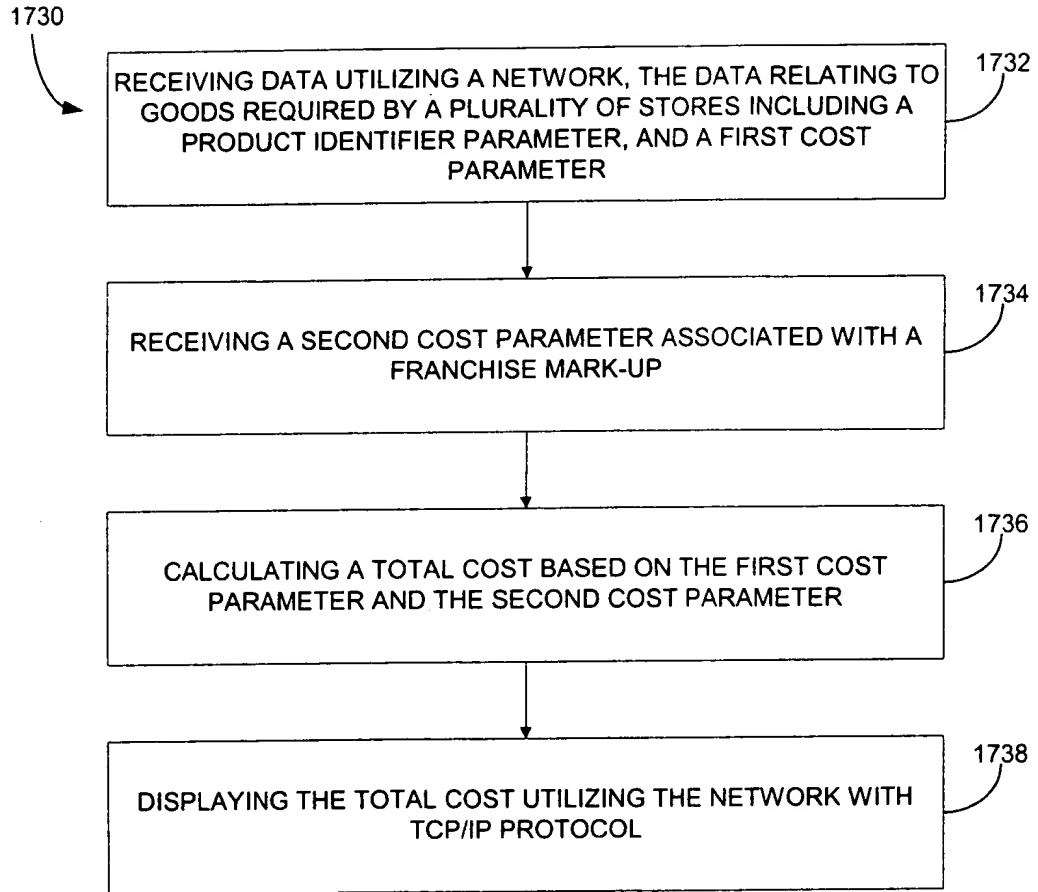 1730
RECEIVING DATA UTILIZING A NETWORK, THE DATA RELATING TO
GOODS REQUIRED BY A PLURALITY OF STORES INCLUDING A
PRODUCT IDENTIFIER PARAMETER, AND A FIRST COST
PARAMETER
1732
RECEIVING A SECOND COST PARAMETER ASSOCIATED WITH A
FRANCHISE MARK-UP
1734
CALCULATING A TOTAL COST BASED ON THE FIRST COST
PARAMETER AND THE SECOND COST PARAMETER
1736
DISPLAYING THE TOTAL COST UTILIZING THE NETWORK WITH
TCP/IP PROTOCOL
1738